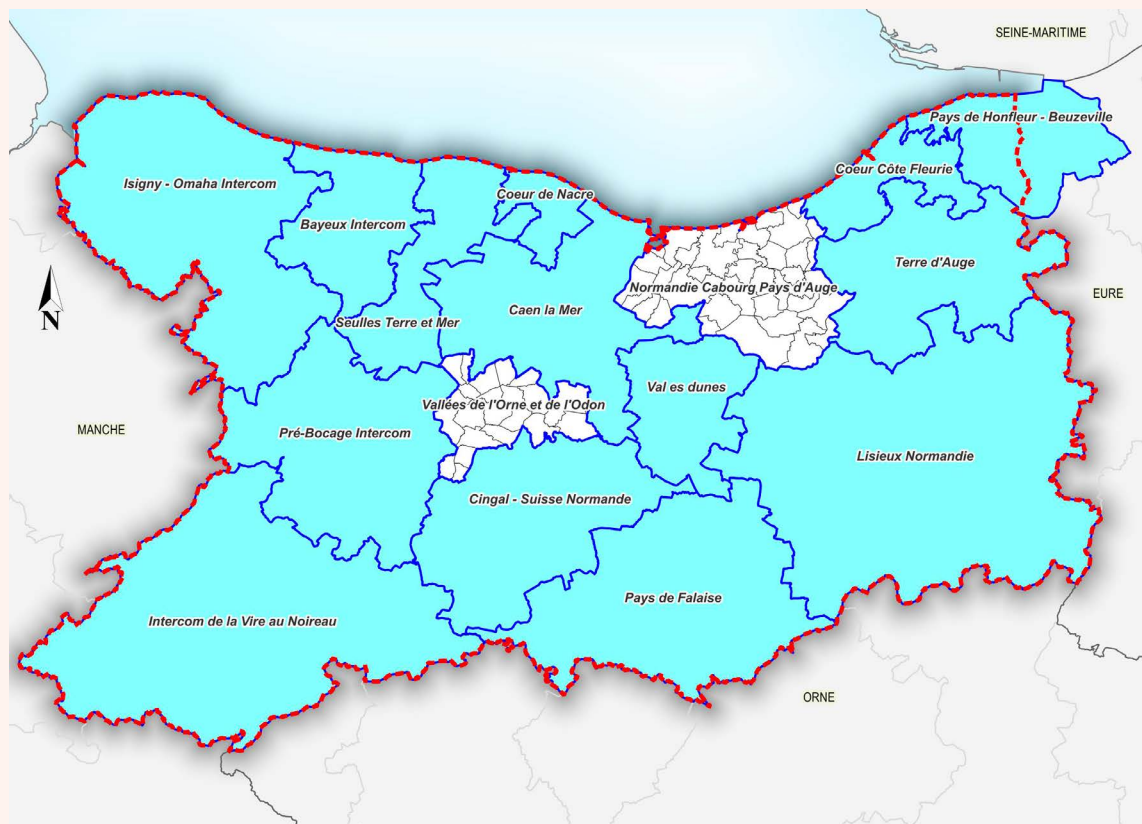 SEINE-MARITIME
Pays de Honfleur - Beuzeville
Coeur Côte Fleurie
Isigny - Omaha Intercom
Coeur de Nacre
Bayeux Intercom
Terre d'Auge
Normandie Cabourg Pays d'Auge
EURE
Caen la Mer
N
Seulles Terre et Mer
Val es dunes
Vallées de l'Orne et de l'Odon
MANCHE
Pré-Bocage Intercom
Lisieux Normandie
Cingal - Suisse Normande
Pays de Falaise
Intercom de la Vire au Noireau
ORNE